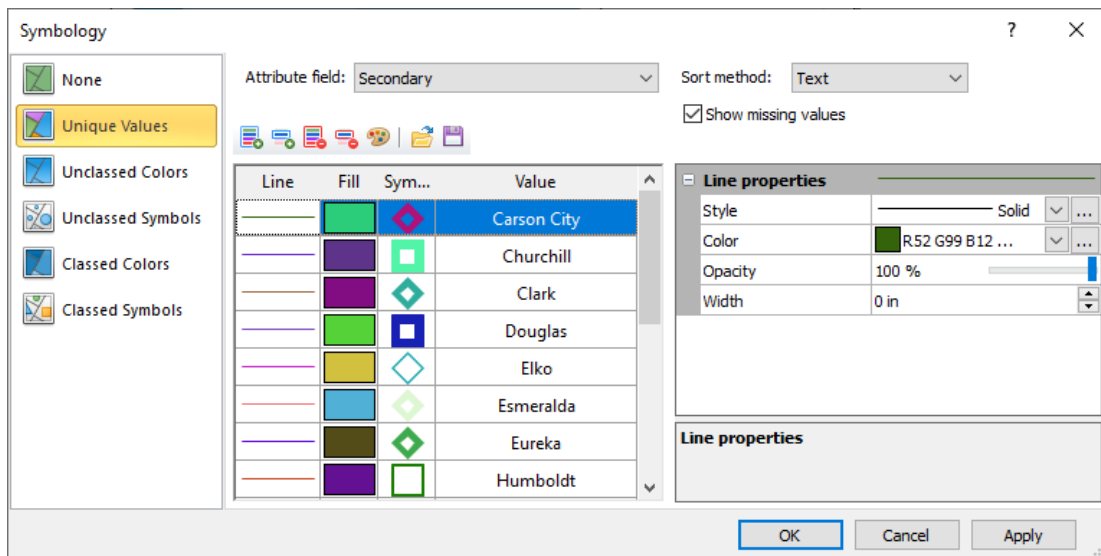 Symbology
?
None
Unique Values
Unclassed Colors
Unclassed Symbols
Classed Colors
Classed Symbols
Attribute field: Secondary
Sort method: Text
Show missing values
Line Fill Sym... Value
Carson City
Churchill
Clark
Douglas
Elko
Esmeralda
Eureka
Humboldt
Line properties
Style Solid ...
Color R52 G99 B12 ... ...
Opacity 100 %
Width 0 in
Line properties
OK Cancel Apply